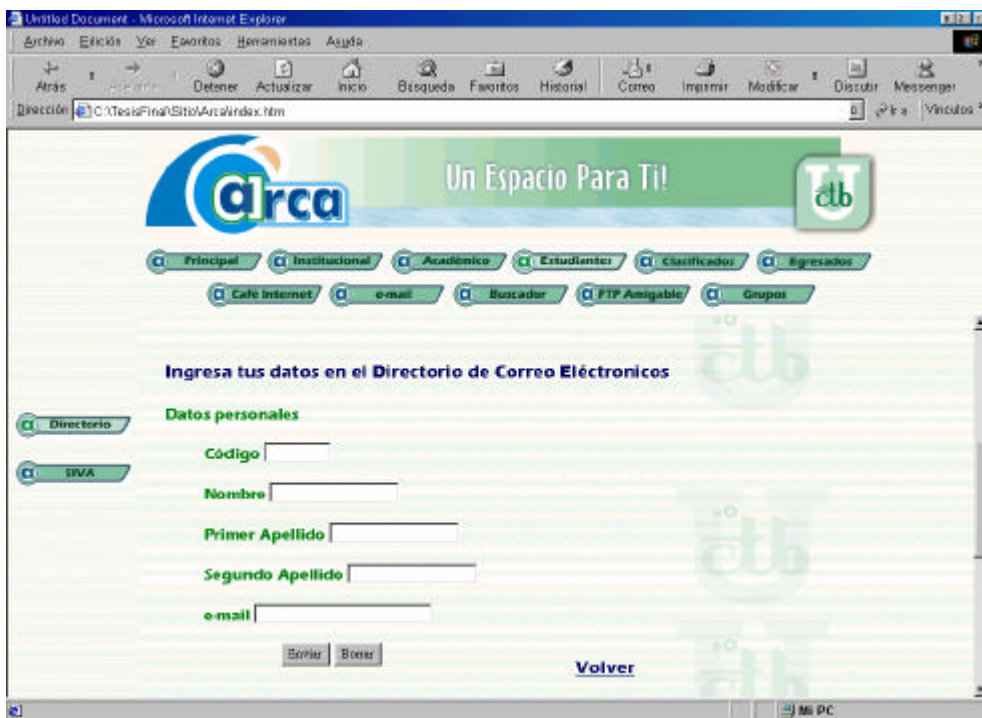 Untitled Document - Microsoft Internet Explorer
Archivo Edición Ver Favoritos Herramientas Ayuda
Atrás Detener Actualizar Inicio Búsqueda Favoritos Historial Correo Imprimir Modificar Discutir Messenger
Dirección C:\TesisFinal\Sitio\Arca\index.htm Ir a Vínculos
arca Un Espacio Para Ti! ctb
Principal Institucional Académico Estudiantes Clasificados Egresados
Café Internet e-mail Buscador FTP Amigable Grupos
Ingresa tus datos en el Directorio de Correo Eléctronicos
Directorio
SIVA
Datos personales
Código
Nombre
Primer Apellido
Segundo Apellido
e-mail
Enviar Borrar
Volver
Mi PC